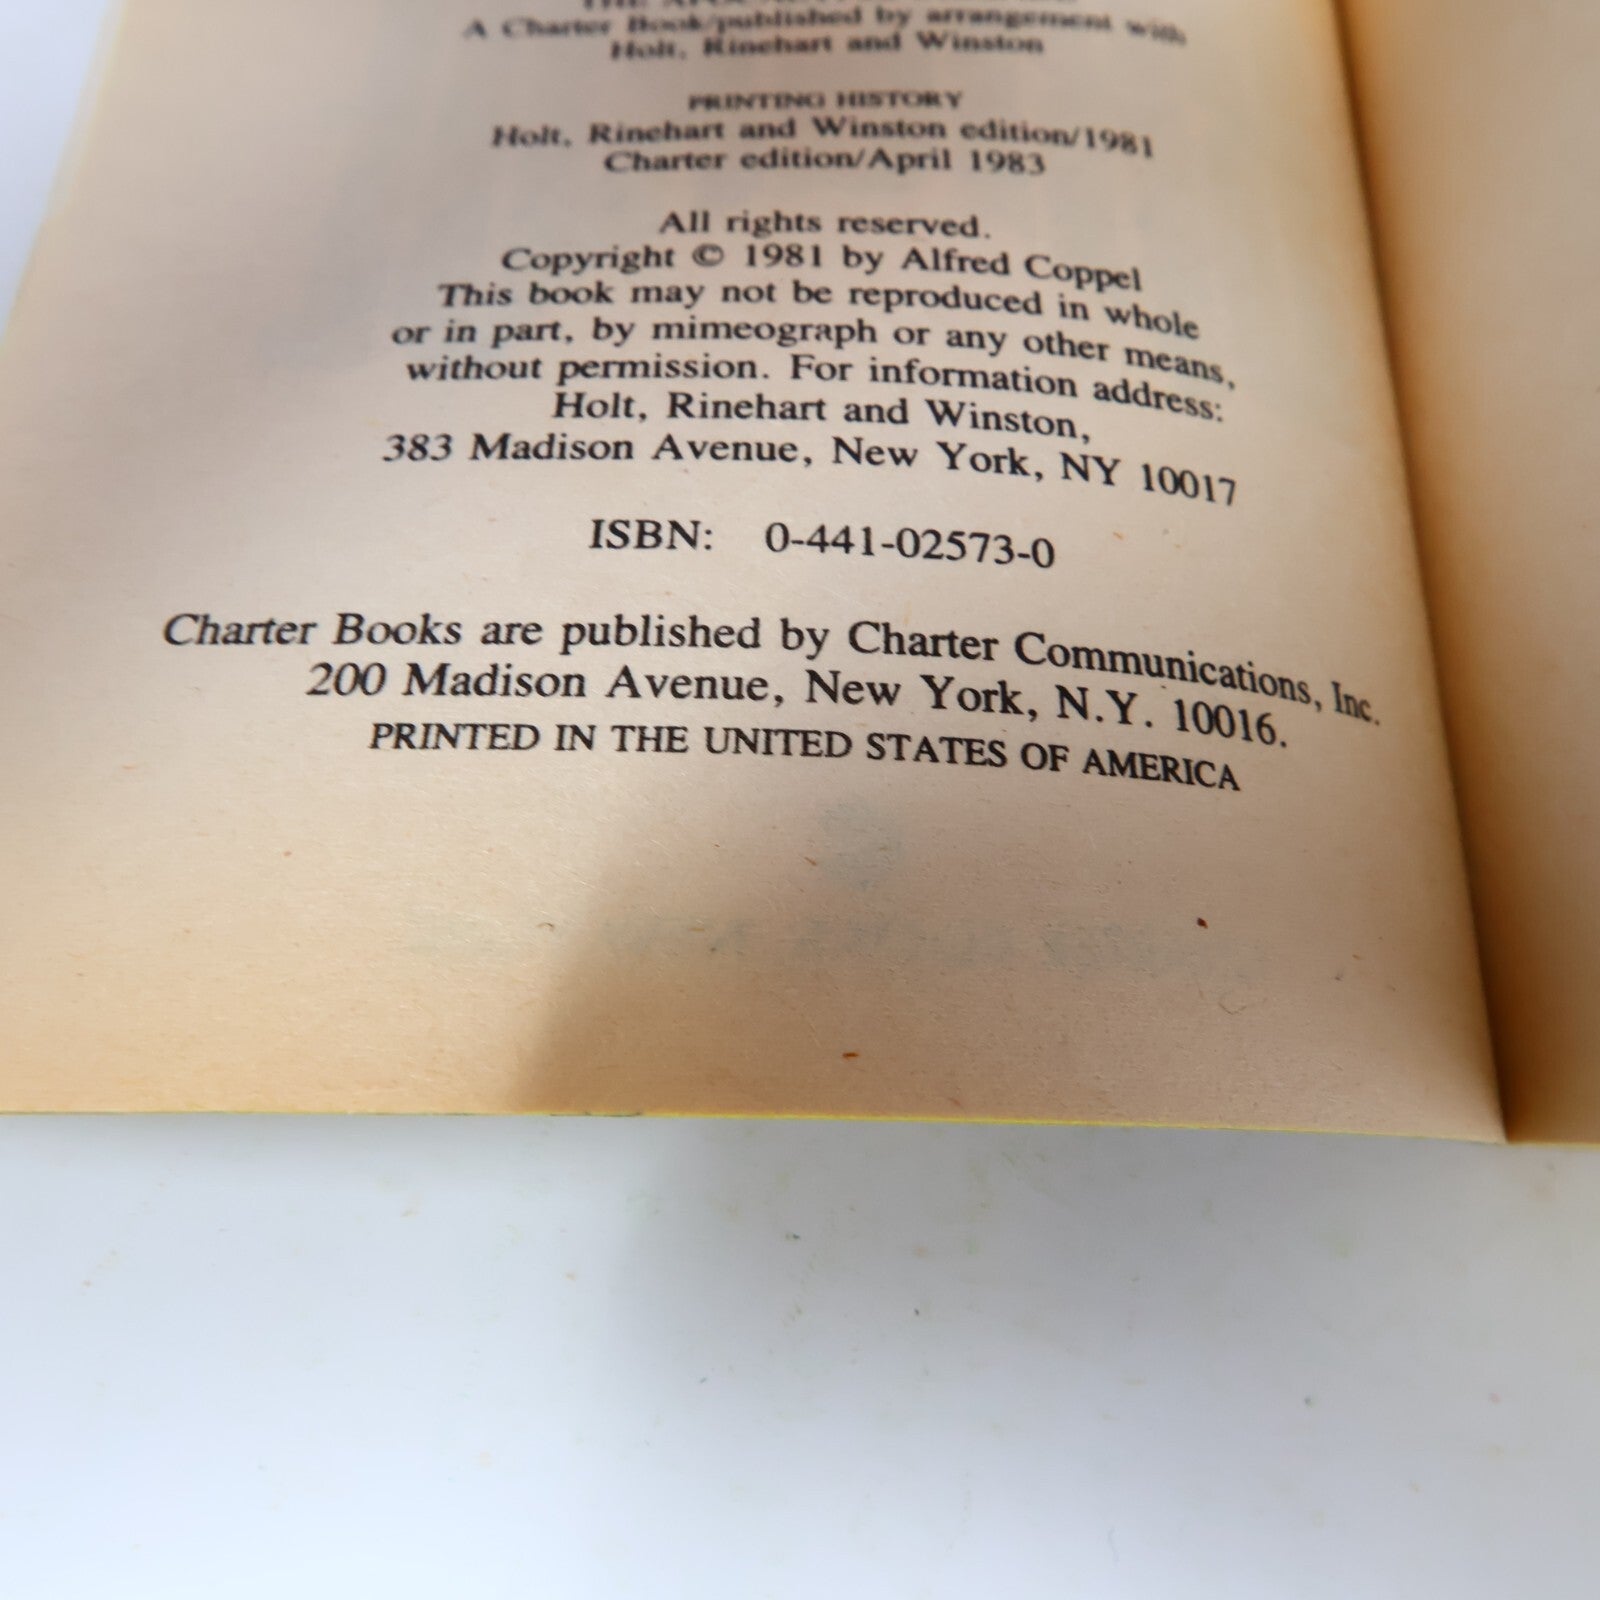 THE APOCALYPSE
A Charter Book/published by arrangement with
Holt, Rinehart and Winston
PRINTING HISTORY
Holt, Rinehart and Winston edition/1981
Charter edition/April 1983
All rights reserved.
Copyright © 1981 by Alfred Coppel
This book may not be reproduced in whole
or in part, by mimeograph or any other means,
without permission. For information address:
Holt, Rinehart and Winston,
383 Madison Avenue, New York, NY 10017
ISBN: 0-441-02573-0
Charter Books are published by Charter Communications, Inc.
200 Madison Avenue, New York, N.Y. 10016.
PRINTED IN THE UNITED STATES OF AMERICA